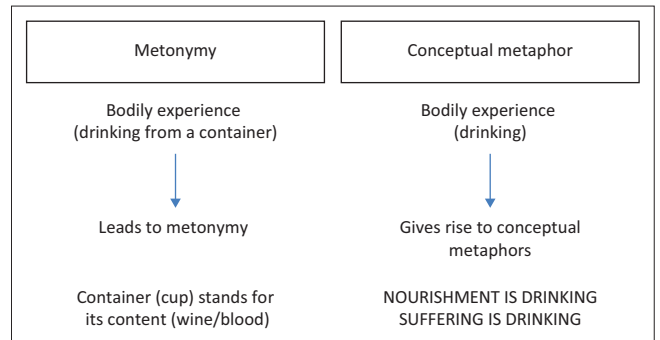 Metonymy
Bodily experience
(drinking from a container)
Leads to metonymy
Container (cup) stands for
its content (wine/blood)
Conceptual metaphor
Bodily experience
(drinking)
Gives rise to conceptual
metaphors
NOURISHMENT IS DRINKING
SUFFERING IS DRINKING